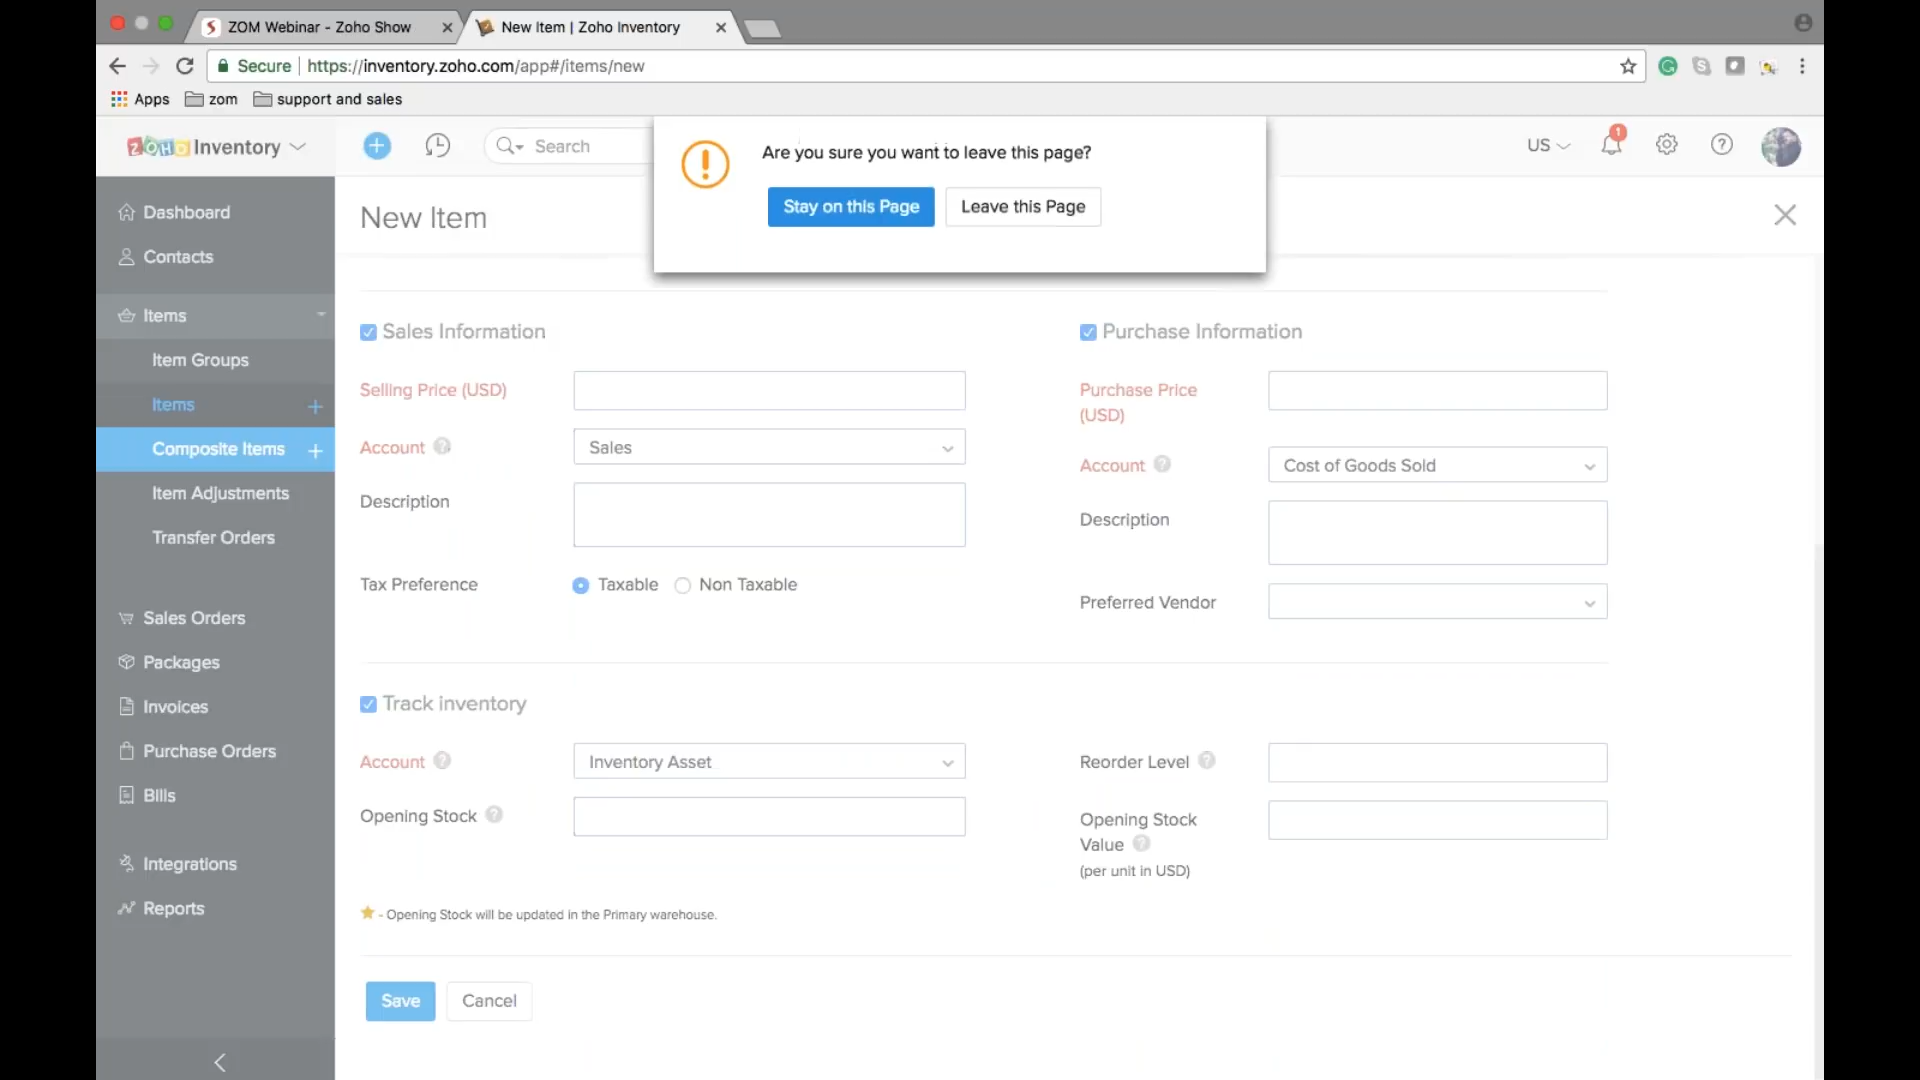 ZOM Webinar - Zoho Show
New Item | Zoho Inventory
Secure
https://inventory.zoho.com/app#/items/new
Apps
zom
support and sales
ZOHO Inventory
Search
Are you sure you want to leave this page?
Stay on this Page
Leave this Page
US
1
Dashboard
Contacts
Items
Item Groups
Items
Composite Items
Item Adjustments
Transfer Orders
Sales Orders
Packages
Invoices
Purchase Orders
Bills
Integrations
Reports
New Item
Sales Information
Selling Price (USD)
Account
Sales
Description
Tax Preference
Taxable
Non Taxable
Purchase Information
Purchase Price
(USD)
Account
Cost of Goods Sold
Description
Preferred Vendor
Track inventory
Account
Inventory Asset
Opening Stock
Reorder Level
Opening Stock
Value
(per unit in USD)
- Opening Stock will be updated in the Primary warehouse.
Save
Cancel